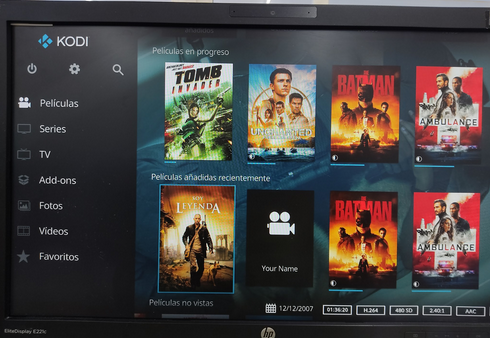 KODI
Películas en progreso
TOMB
INVADER
UNCHARTED
THE
BATMAN
AMBULANCE
Películas
Series
TV
Add-ons
Fotos
Vídeos
Favoritos
Películas añadidas recientemente
SOY
LEYENDA
Your Name
THE
BATMAN
AMBULANCE
Películas no vistas
12/12/2007
01:36:20
H.264
480 SD
2.40:1
AAC
EliteDisplay E221c
hp